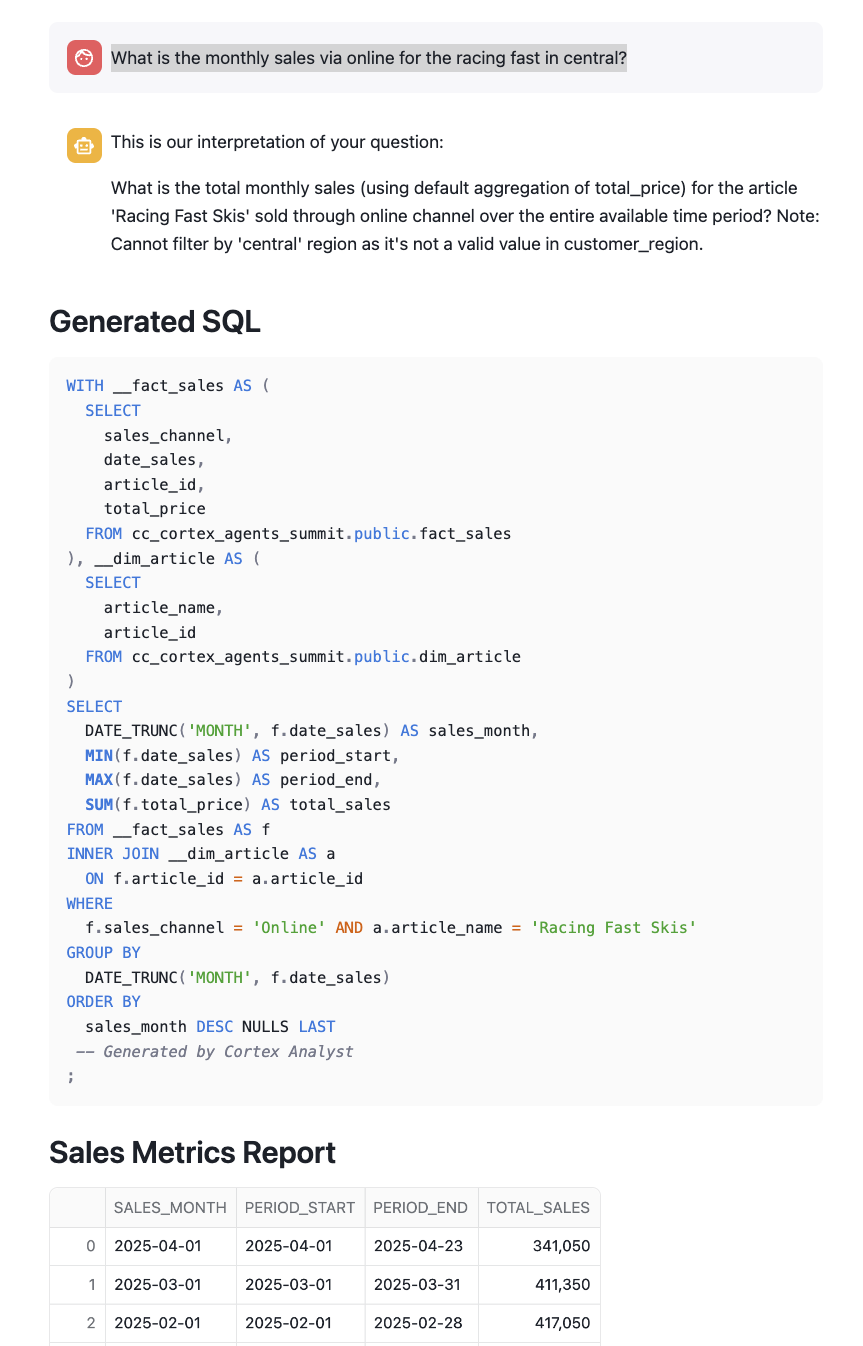 What is the monthly sales via online for the racing fast in central?
This is our interpretation of your question:
What is the total monthly sales (using default aggregation of total_price) for the article
'Racing Fast Skis' sold through online channel over the entire available time period? Note:
Cannot filter by 'central' region as it's not a valid value in customer_region.
Generated SQL
WITH __fact_sales AS (
  SELECT
    sales_channel,
    date_sales,
    article_id,
    total_price
  FROM cc_cortex_agents_summit.public.fact_sales
), __dim_article AS (
  SELECT
    article_name,
    article_id
  FROM cc_cortex_agents_summit.public.dim_article
)
SELECT
  DATE_TRUNC('MONTH', f.date_sales) AS sales_month,
  MIN(f.date_sales) AS period_start,
  MAX(f.date_sales) AS period_end,
  SUM(f.total_price) AS total_sales
FROM __fact_sales AS f
INNER JOIN __dim_article AS a
  ON f.article_id = a.article_id
WHERE
  f.sales_channel = 'Online' AND a.article_name = 'Racing Fast Skis'
GROUP BY
  DATE_TRUNC('MONTH', f.date_sales)
ORDER BY
  sales_month DESC NULLS LAST
 -- Generated by Cortex Analyst
;
Sales Metrics Report
SALES_MONTH PERIOD_START PERIOD_END TOTAL_SALES
0 2025-04-01 2025-04-01 2025-04-23 341,050
1 2025-03-01 2025-03-01 2025-03-31 411,350
2 2025-02-01 2025-02-01 2025-02-28 417,050